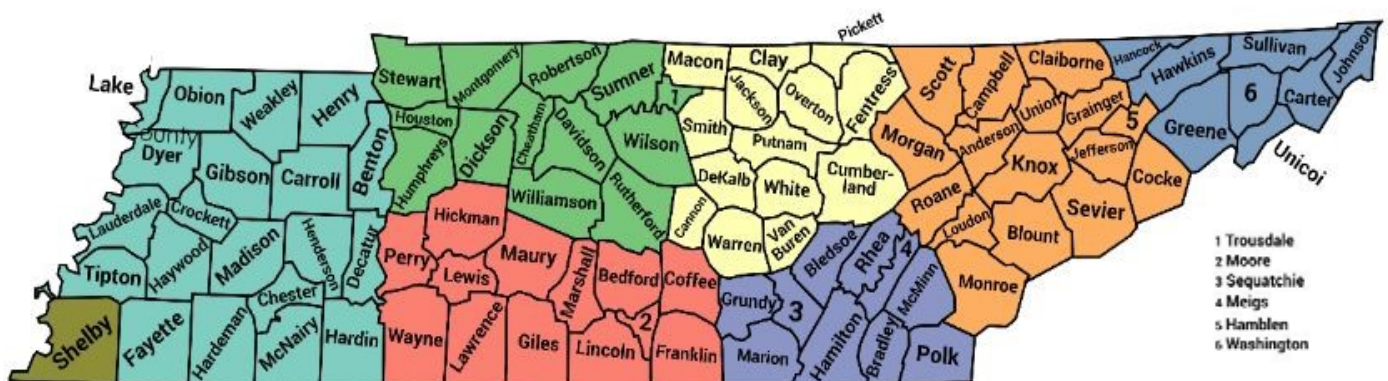 Pickett
Lake
Obion
Weakley
Henry
Stewart
Montgomery
Robertson
Sumner
1
Macon
Clay
Jackson
Overton
Fentress
Scott
Campbell
Claiborne
Hancock
Hawkins
Sullivan
Johnson
County
Dyer
Gibson
Carroll
Benton
Houston
Humphreys
Dickson
Cheatham
Davidson
Wilson
Smith
Putnam
Morgan
Anderson
Union
Grainger
5
Greene
6
Carter
Unicoi
Lauderdale
Crockett
Haywood
Madison
Henderson
Decatur
Hickman
Williamson
Rutherford
Cannon
DeKalb
White
Cumber-
land
Roane
Loudon
Knox
Jefferson
Sevier
Cocke
Tipton
Chester
Perry
Lewis
Maury
Marshall
Bedford
Coffee
Warren
Van
Buren
Bledsoe
Rhea
4
McMinn
Monroe
Blount
Shelby
Fayette
Hardeman
McNairy
Hardin
Wayne
Lawrence
Giles
Lincoln
2
Franklin
Grundy
3
Marion
Hamilton
Bradley
Polk
1 Trousdale
2 Moore
3 Sequatchie
4 Meigs
5 Hamblen
6 Washington